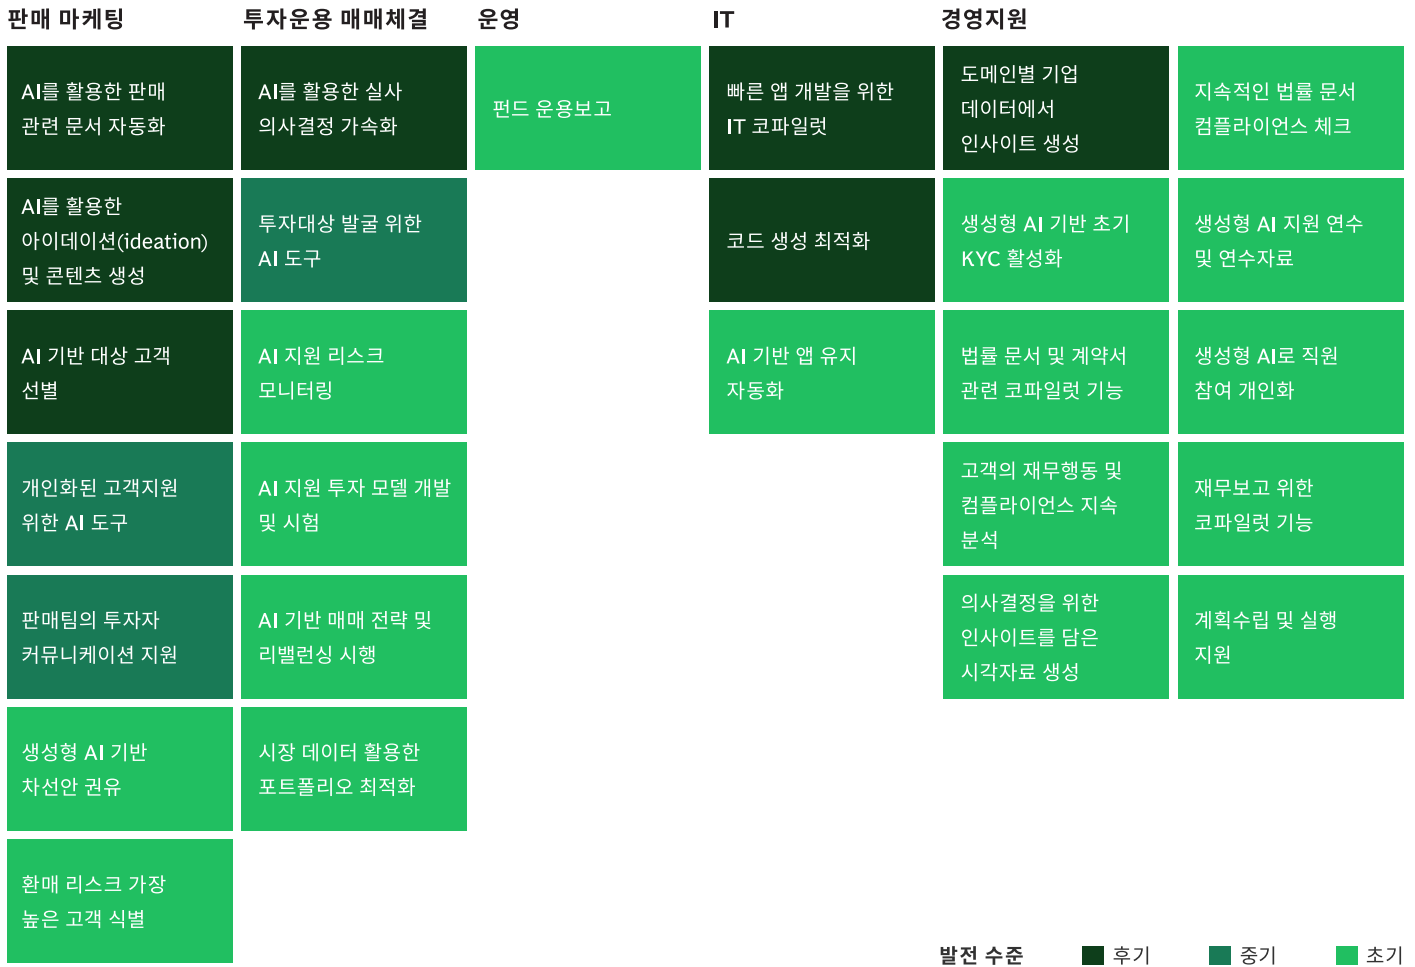 판매 마케팅
AI를 활용한 판매
관련 문서 자동화
AI를 활용한
아이데이션(ideation)
및 콘텐츠 생성
AI 기반 대상 고객
선별
개인화된 고객지원
위한 AI 도구
판매팀의 투자자
커뮤니케이션 지원
생성형 AI 기반
차선안 권유
환매 리스크 가장
높은 고객 식별
투자운용 매매체결
AI를 활용한 실사
의사결정 가속화
투자대상 발굴 위한
AI 도구
AI 지원 리스크
모니터링
AI 지원 투자 모델 개발
및 시험
AI 기반 매매 전략 및
리밸런싱 시행
시장 데이터 활용한
포트폴리오 최적화
운영
펀드 운용보고
IT
빠른 앱 개발을 위한
IT 코파일럿
코드 생성 최적화
AI 기반 앱 유지
자동화
경영지원
도메인별 기업
데이터에서
인사이트 생성
생성형 AI 기반 초기
KYC 활성화
법률 문서 및 계약서
관련 코파일럿 기능
고객의 재무행동 및
컴플라이언스 지속
분석
의사결정을 위한
인사이트를 담은
시각자료 생성
지속적인 법률 문서
컴플라이언스 체크
생성형 AI 지원 연수
및 연수자료
생성형 AI로 직원
참여 개인화
재무보고 위한
코파일럿 기능
계획수립 및 실행
지원
발전 수준
후기
중기
초기